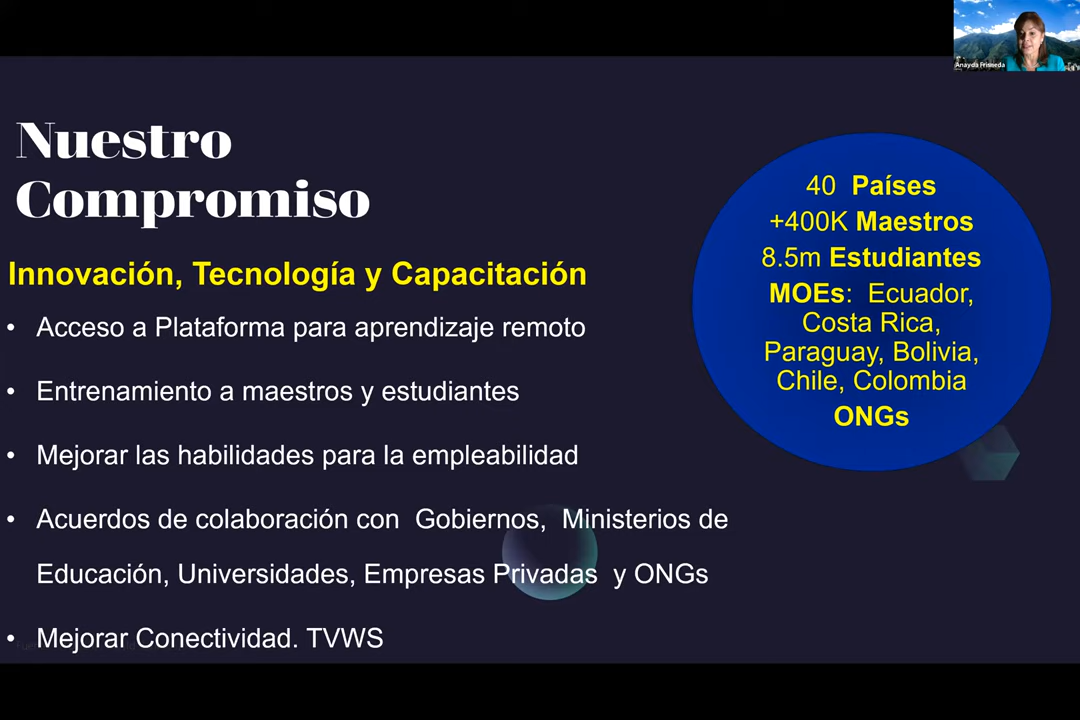 Anayda Frisneda
Nuestro
Compromiso
Innovación, Tecnología y Capacitación
• Acceso a Plataforma para aprendizaje remoto
• Entrenamiento a maestros y estudiantes
• Mejorar las habilidades para la empleabilidad
• Acuerdos de colaboración con Gobiernos, Ministerios de
Educación, Universidades, Empresas Privadas y ONGs
• Mejorar Conectividad. TVWS
40 Países
+400K Maestros
8.5m Estudiantes
MOEs: Ecuador,
Costa Rica,
Paraguay, Bolivia,
Chile, Colombia
ONGs